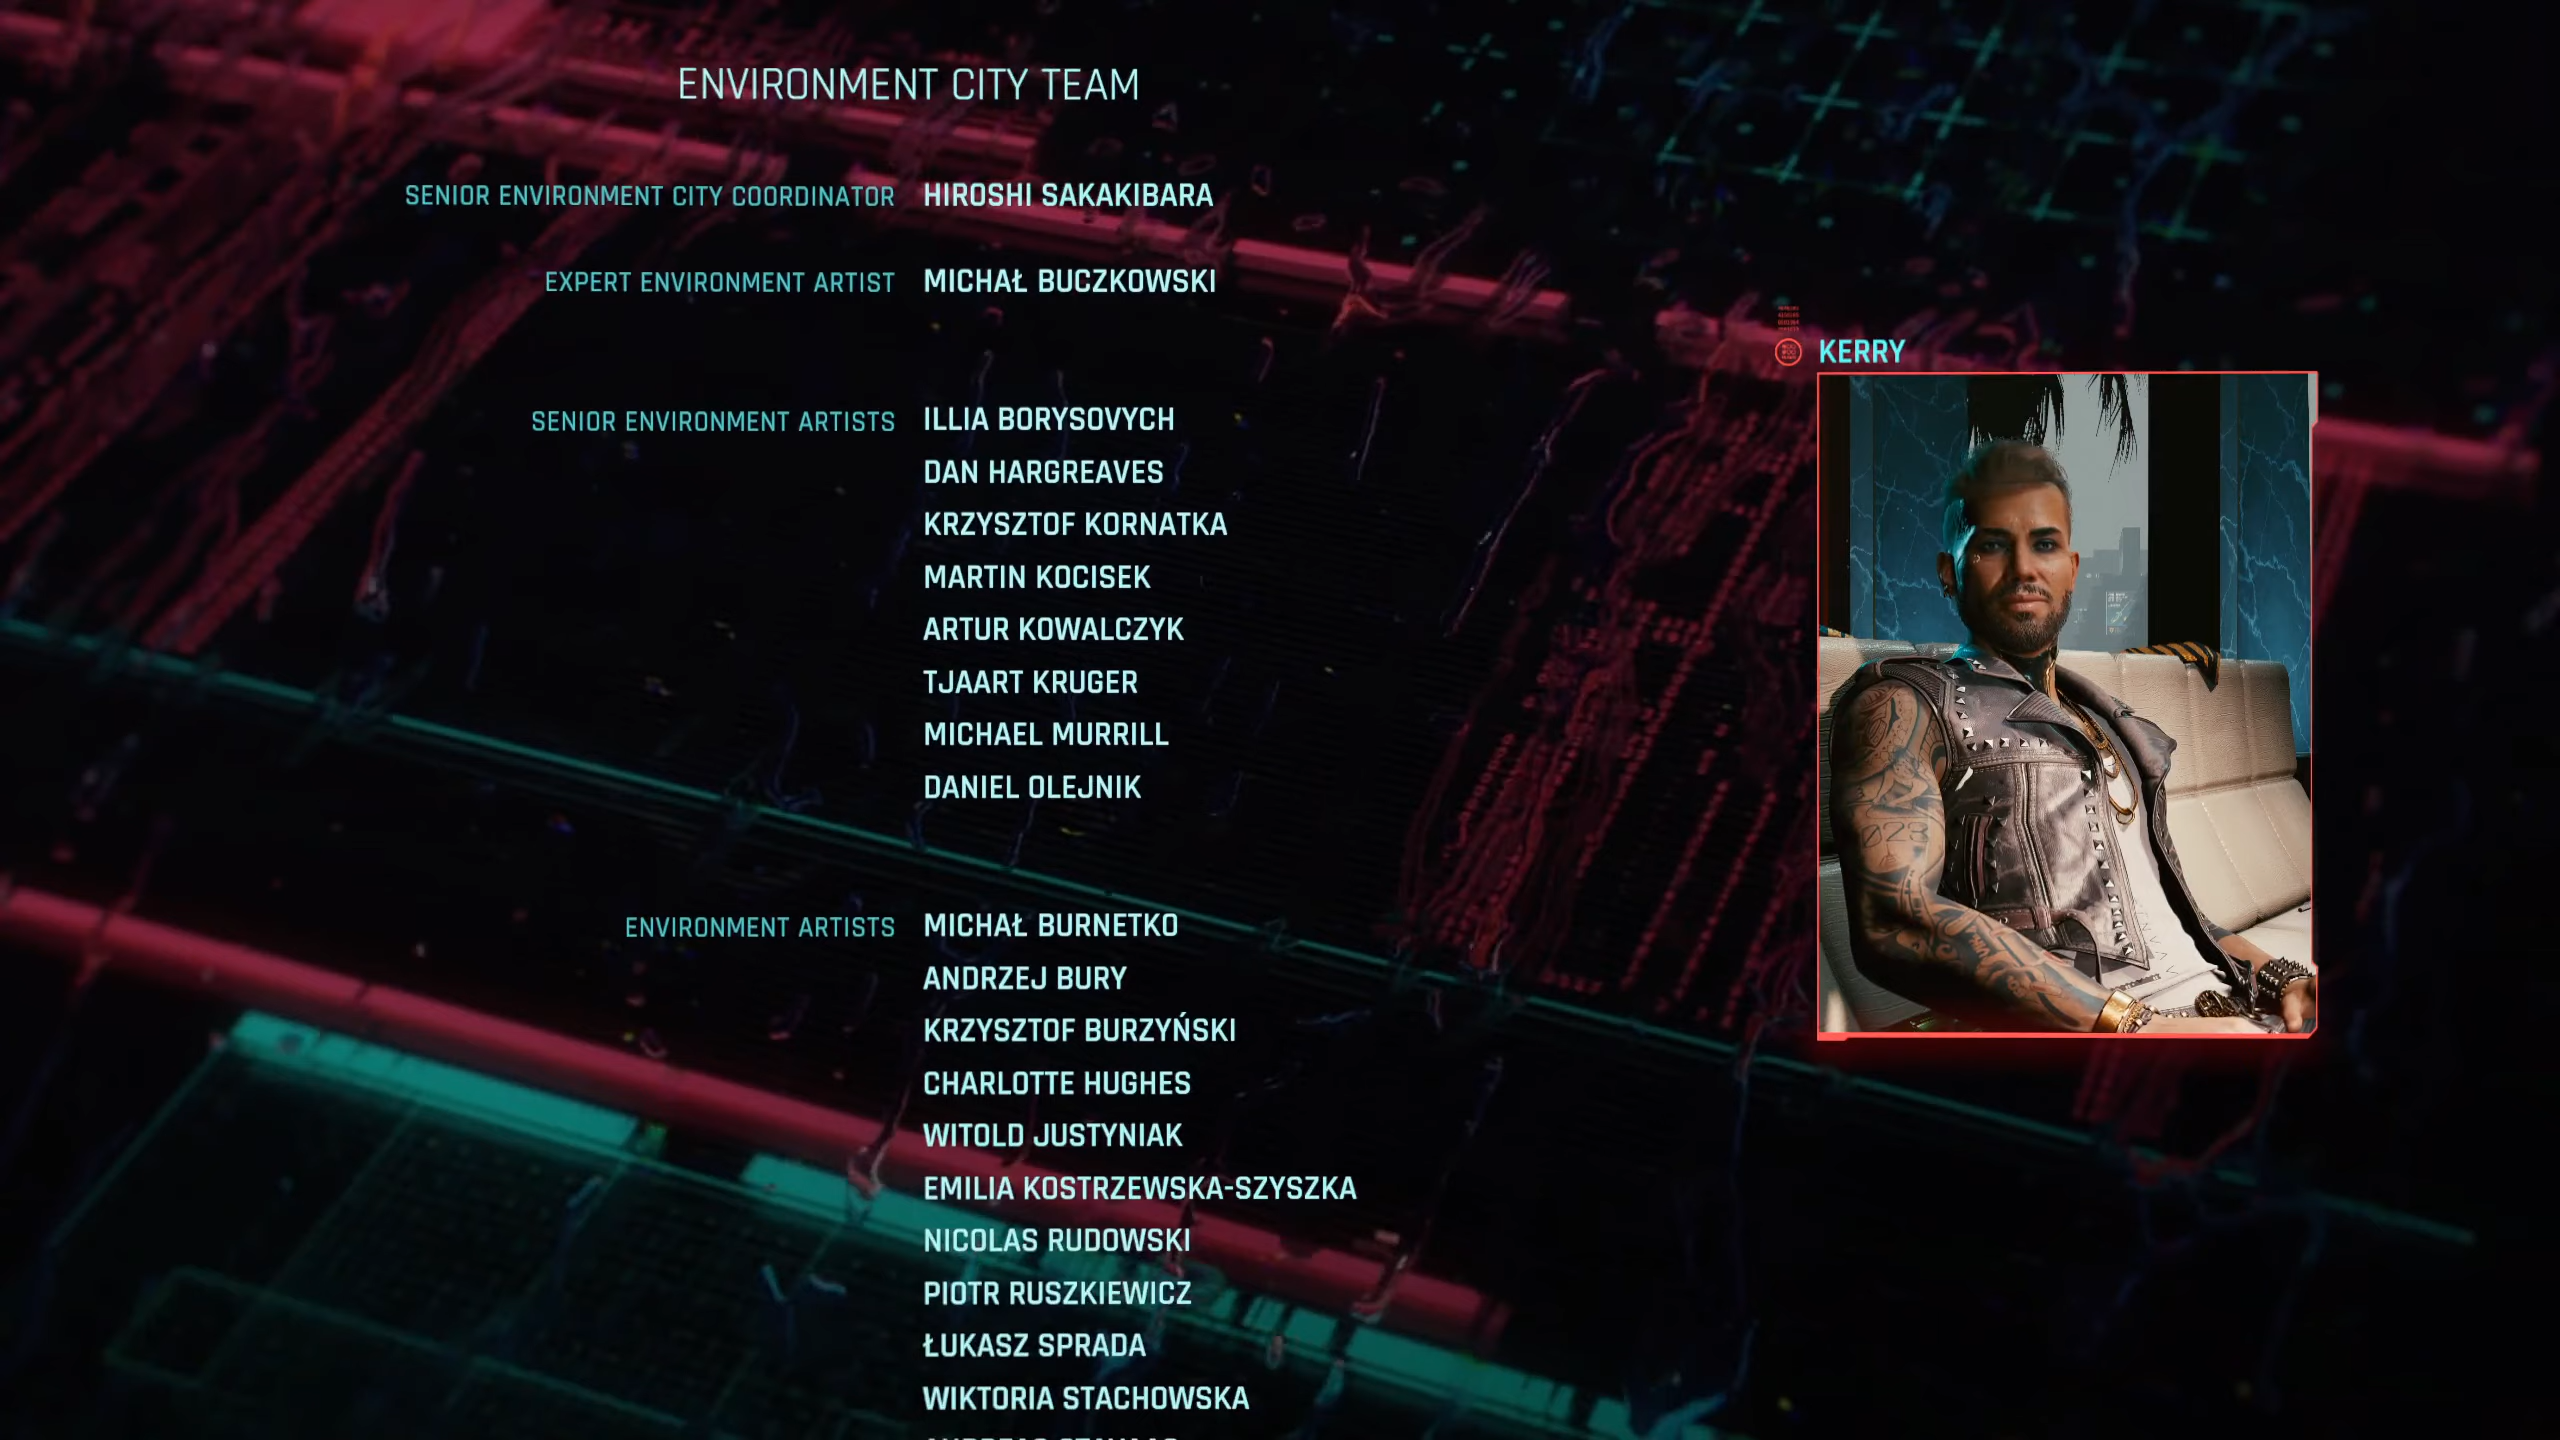 ENVIRONMENT CITY TEAM
SENIOR ENVIRONMENT CITY COORDINATOR HIROSHI SAKAKIBARA
EXPERT ENVIRONMENT ARTIST MICHAŁ BUCZKOWSKI
SENIOR ENVIRONMENT ARTISTS ILLIA BORYSOVYCH
DAN HARGREAVES
KRZYSZTOF KORNATKA
MARTIN KOCISEK
ARTUR KOWALCZYK
TJAART KRUGER
MICHAEL MURRILL
DANIEL OLEJNIK
ENVIRONMENT ARTISTS MICHAŁ BURNETKO
ANDRZEJ BURY
KRZYSZTOF BURZYŃSKI
CHARLOTTE HUGHES
WITOLD JUSTYNIAK
EMILIA KOSTRZEWSKA-SZYSZKA
NICOLAS RUDOWSKI
PIOTR RUSZKIEWICZ
ŁUKASZ SPRADA
WIKTORIA STACHOWSKA
KERRY
023